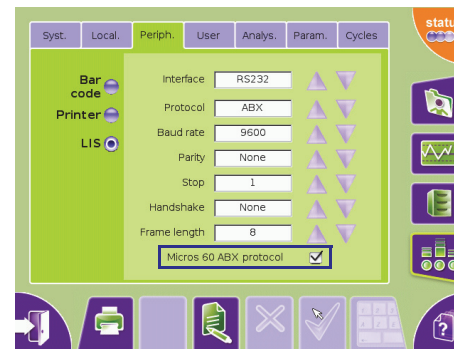 Syst. Local. Periph. User Analys. Param. Cycles
Bar code
Printer
LIS
Interface RS232
Protocol ABX
Baud rate 9600
Parity None
Stop 1
Handshake None
Frame length 8
Micros 60 ABX protocol
?